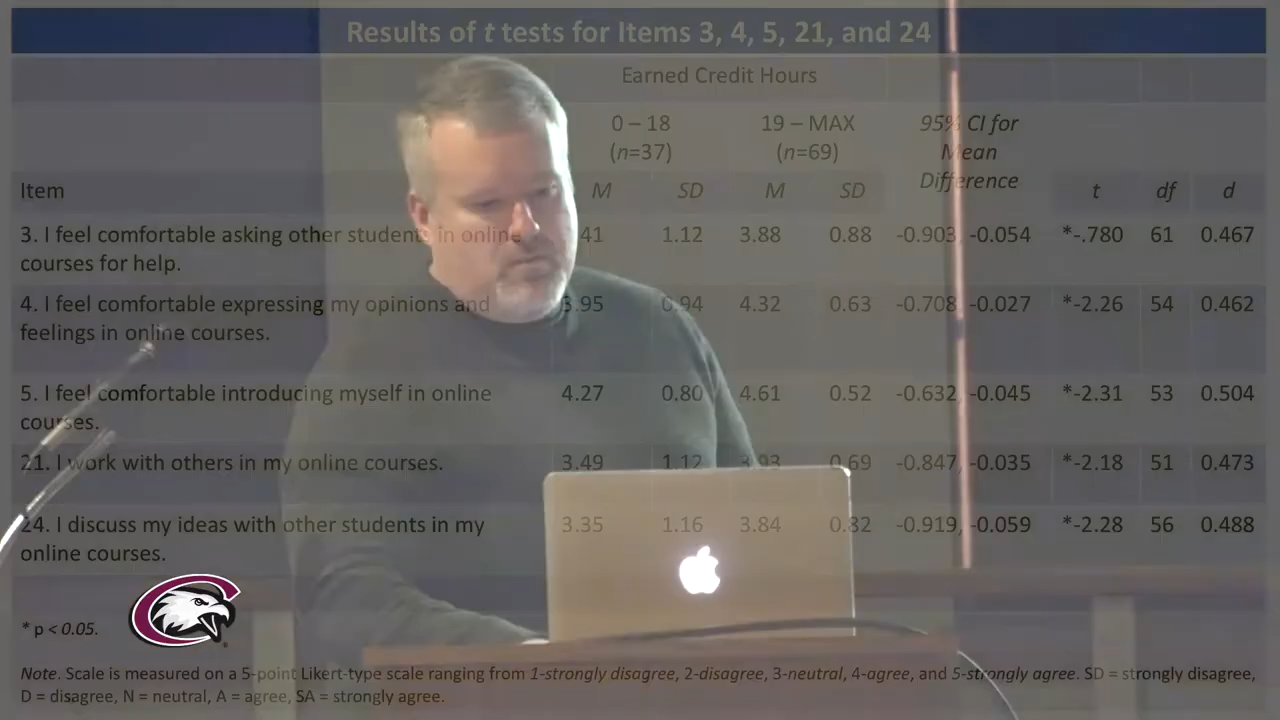 Results of t tests for Items 3, 4, 5, 21, and 24
Earned Credit Hours
0 – 18 19 – MAX 95% CI for
(n=37) (n=69) Mean
Difference
Item M SD M SD t df d
3. I feel comfortable asking other students in online 41 1.12 3.88 0.88 -0.903, -0.054 *-.780 61 0.467
courses for help.
4. I feel comfortable expressing my opinions and 3.95 0.94 4.32 0.63 -0.708, -0.027 *-2.26 54 0.462
feelings in online courses.
5. I feel comfortable introducing myself in online 4.27 0.80 4.61 0.52 -0.632, -0.045 *-2.31 53 0.504
courses.
21. I work with others in my online courses. 3.49 1.12 3.93 0.69 -0.847, -0.035 *-2.18 51 0.473
24. I discuss my ideas with other students in my 3.35 1.16 3.84 0.82 -0.919, -0.059 *-2.28 56 0.488
online courses.
* p < 0.05.
Note. Scale is measured on a 5-point Likert-type scale ranging from 1-strongly disagree, 2-disagree, 3-neutral, 4-agree, and 5-strongly agree. SD = strongly disagree,
D = disagree, N = neutral, A = agree, SA = strongly agree.